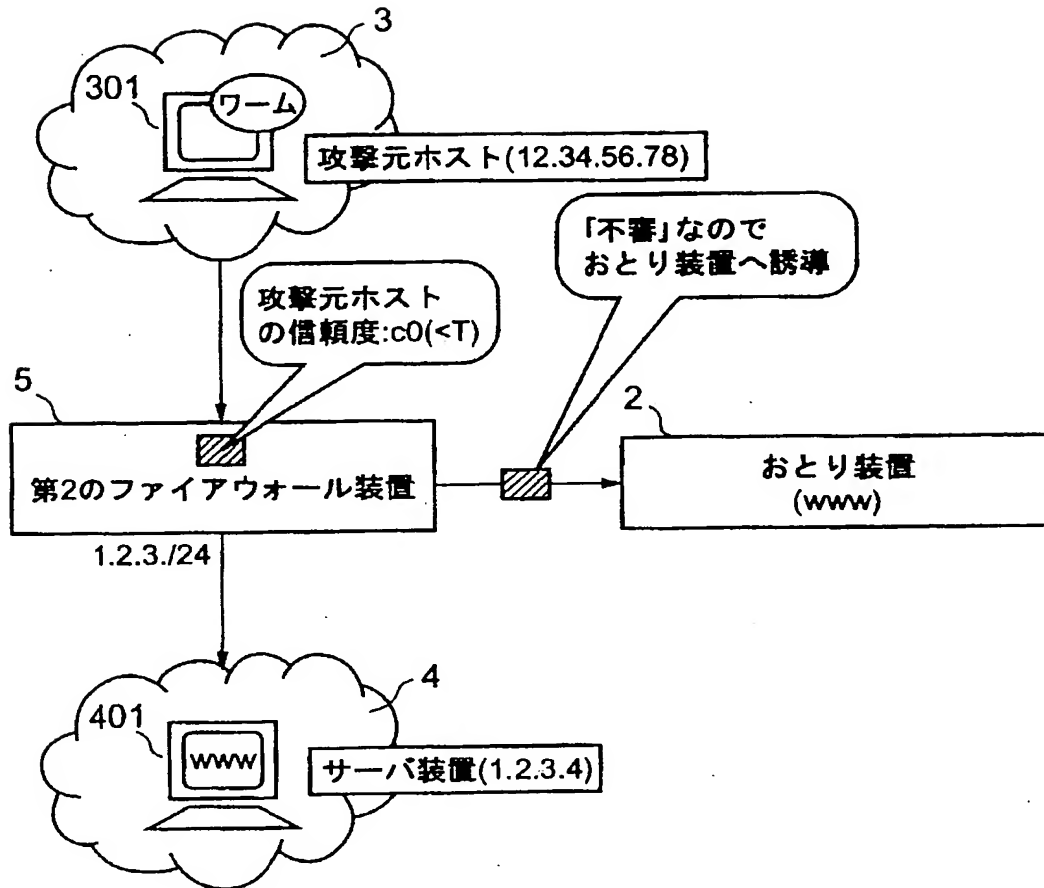 3
301
ワーム
攻撃元ホスト(12.34.56.78)
「不審」なので
おとり装置へ誘導
攻撃元ホスト
の信頼度:c0(<T)
5
2
第2のファイアウォール装置
おとり装置
(www)
1.2.3./24
4
401
www
サーバ装置(1.2.3.4)